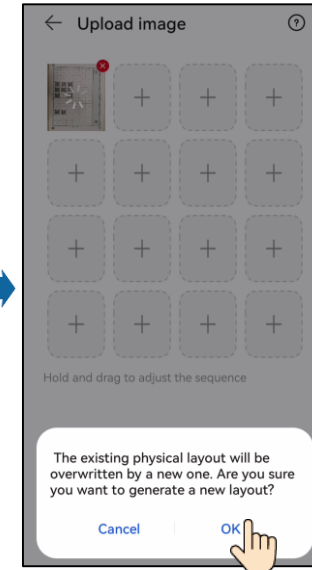 Upload image
Hold and drag to adjust the sequence
The existing physical layout will be
overwritten by a new one. Are you sure
you want to generate a new layout?
Cancel
OK